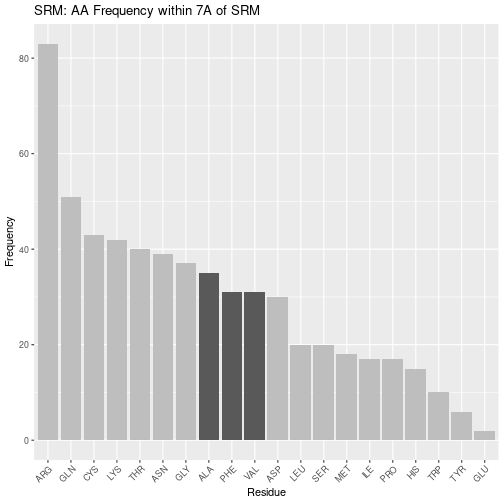 SRM: AA Frequency within 7A of SRM
80
60
40
20
0
Frequency
ARG GLN CYS LYS THR ASN GLY ALA PHE VAL ASP LEU SER MET ILE PRO HIS TRP TYR GLU
Residue